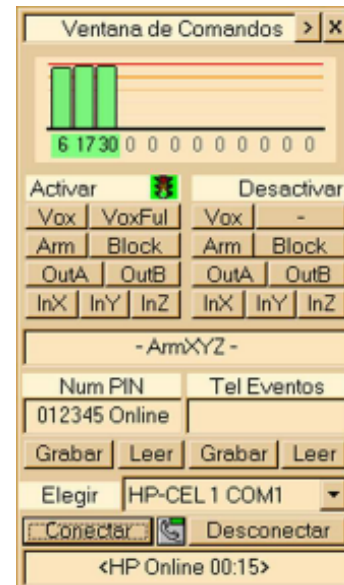 Ventana de Comandos > x
6 17 30 0 0 0 0 0 0 0 0 0
Activar Desactivar
Vox VoxFul Vox -
Arm Block Arm Block
OutA OutB OutA OutB
InX InY InZ InX InY InZ
- ArmXYZ -
Num PIN Tel Eventos
012345 Online
Grabar Leer Grabar Leer
Elegir HP-CEL 1 COM1
Conectar Desconectar
<HP Online 00:15>